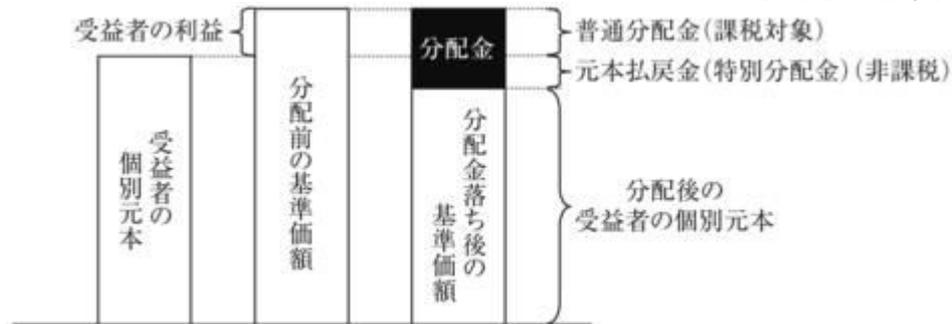 受益者の利益
分配金
普通分配金(課税対象)
元本払戻金(特別分配金)(非課税)
受益者の
個別元本
分配前の基準価額
分配金落ち後の
基準価額
分配後の
受益者の個別元本